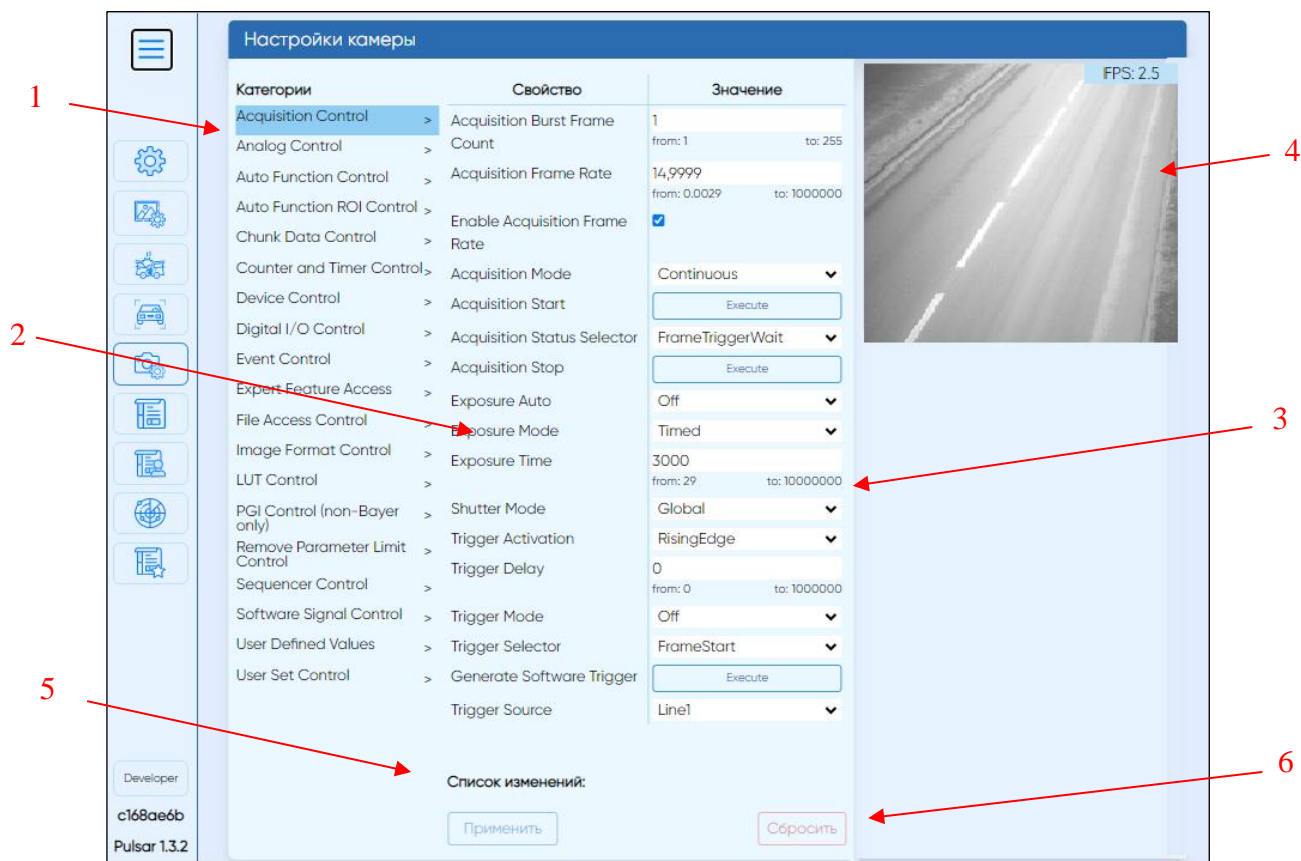 Настройки камеры
FPS: 2.5
1
2
3
4
5
6
Категории
Acquisition Control >
Analog Control >
Auto Function Control >
Auto Function ROI Control >
Chunk Data Control >
Counter and Timer Control >
Device Control >
Digital I/O Control >
Event Control >
Expert Feature Access >
File Access Control >
Image Format Control >
LUT Control >
PGI Control (non-Bayer >
only)
Remove Parameter Limit >
Control
Sequencer Control >
Software Signal Control >
User Defined Values >
User Set Control >
Свойство Значение
Acquisition Burst Frame 1
Count from: 1 to: 255
Acquisition Frame Rate 14,9999
from: 0.0029 to: 1000000
Enable Acquisition Frame
Rate
Acquisition Mode Continuous
Acquisition Start Execute
Acquisition Status Selector FrameTriggerWait
Acquisition Stop Execute
Exposure Auto Off
Exposure Mode Timed
Exposure Time 3000
from: 29 to: 10000000
Shutter Mode Global
Trigger Activation RisingEdge
Trigger Delay 0
from: 0 to: 1000000
Trigger Mode Off
Trigger Selector FrameStart
Generate Software Trigger Execute
Trigger Source Line1
Список изменений:
Применить Сбросить
Developer
c168ae6b
Pulsar 1.3.2